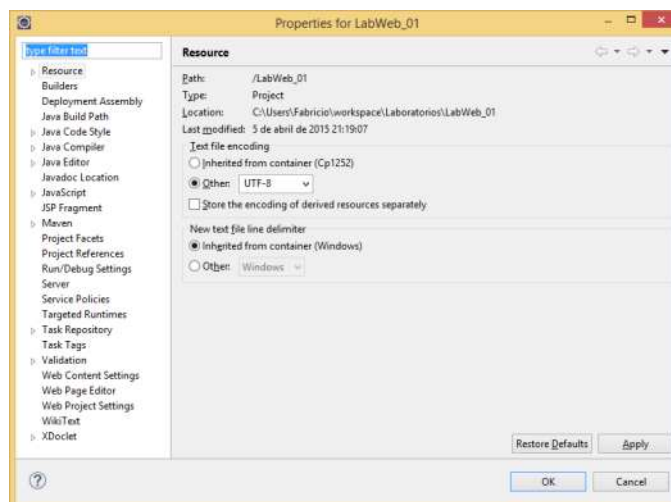 Properties for LabWeb_01
type filter text
Resource
Builders
Deployment Assembly
Java Build Path
Java Code Style
Java Compiler
Java Editor
Javadoc Location
JavaScript
JSP Fragment
Maven
Project Facets
Project References
Run/Debug Settings
Server
Service Policies
Targeted Runtimes
Task Repository
Task Tags
Validation
Web Content Settings
Web Page Editor
Web Project Settings
WikiText
XDoclet
Resource
Path: /LabWeb_01
Type: Project
Location: C:\Users\Fabricio\workspace\Laboratorios\LabWeb_01
Last modified: 5 de abril de 2015 21:19:07
Text file encoding
Inherited from container (Cp1252)
Other: UTF-8
Store the encoding of derived resources separately
New text file line delimiter
Inherited from container (Windows)
Other: Windows
Restore Defaults Apply
OK Cancel